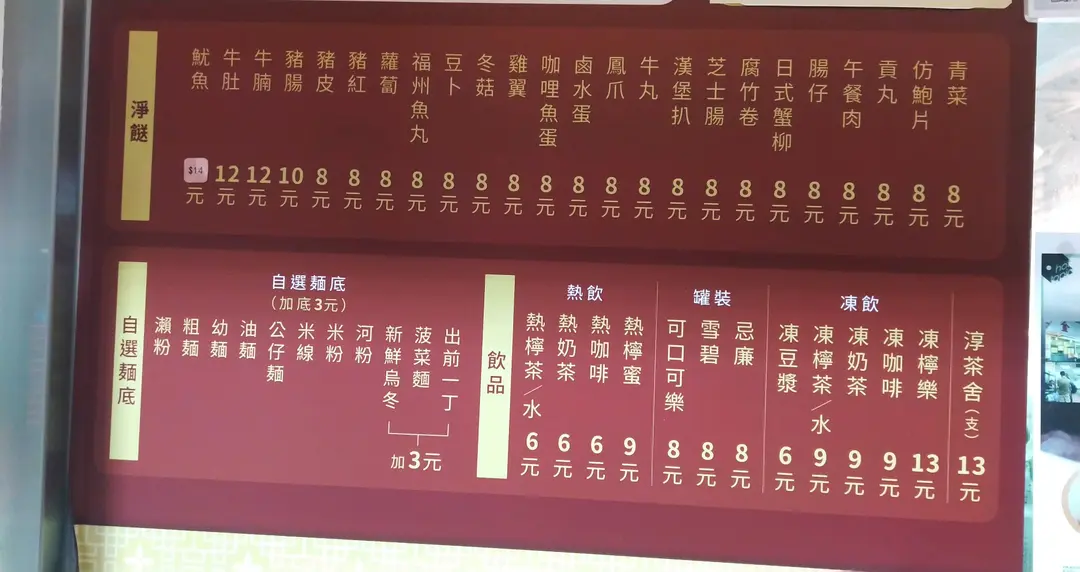 淨餸
魷魚 $14 元
牛肚 12元
牛腩 12元
豬腸 10元
豬皮 8元
豬紅 8元
蘿蔔 8元
福州魚丸 8元
豆卜 8元
冬菇 8元
雞翼 8元
咖哩魚蛋 8元
鹵水蛋 8元
鳳爪 8元
牛丸 8元
漢堡扒 8元
芝士腸 8元
腐竹卷 8元
日式蟹柳 8元
腸仔 8元
午餐肉 8元
貢丸 8元
仿鮑片 8元
青菜 8元
自選麵底
自選麵底
（加底3元）
瀨粉
粗麵
幼麵
油麵
公仔麵
米線
米粉
河粉
新鮮烏冬
菠菜麵
出前一丁
加3元
飲品
熱飲
熱檸茶／水 6元
熱奶茶 6元
熱咖啡 6元
熱檸蜜 9元
罐裝
可口可樂 8元
雪碧 8元
忌廉 8元
凍飲
凍豆漿 6元
凍檸茶／水 9元
凍奶茶 9元
凍咖啡 9元
凍檸樂 13元
淳茶舍（支） 13元